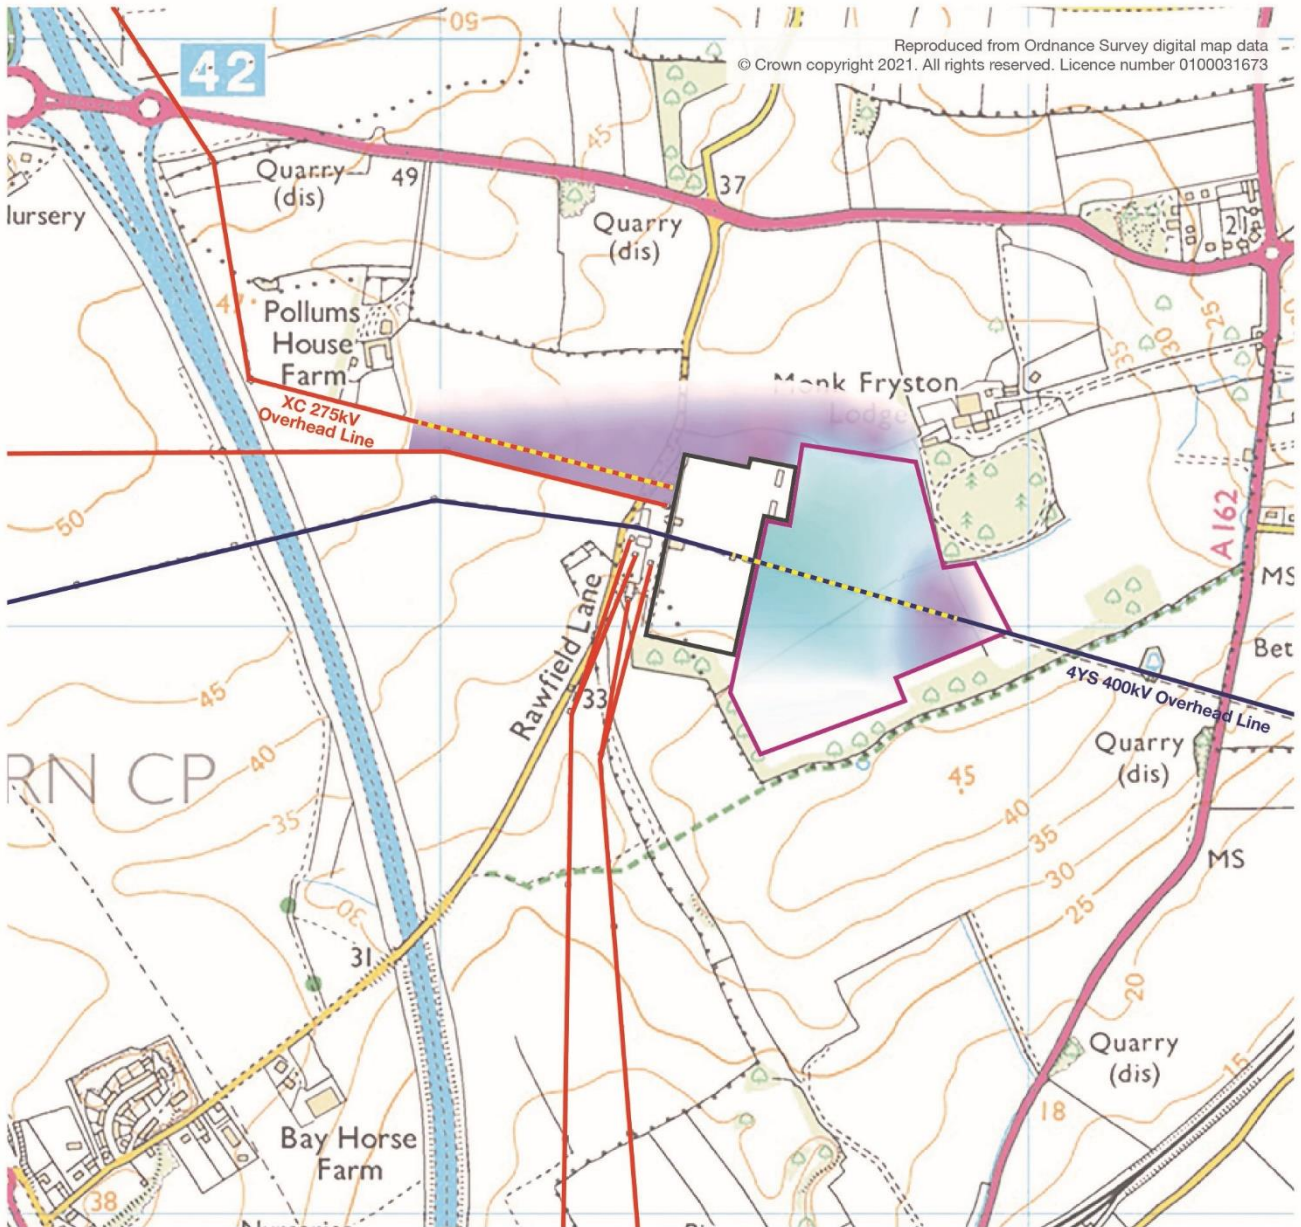 50
Reproduced from Ordnance Survey digital map data
© Crown copyright 2021. All rights reserved. Licence number 0100031673
42
45
Quarry
(dis)
49
37
Quarry
(dis)
21
lursery
47
Pollums
House
Farm
25
30
35
Monk Fryston
Lodge
XC 275kV
Overhead Line
50
A 162
MS
Rawfield Lane
Bet
45
33
4YS 400kV Overhead Line
40
RN CP
Quarry
(dis)
45
40
35
35
30
MS
25
30
31
20
Quarry
(dis)
15
18
Bay Horse
Farm
38